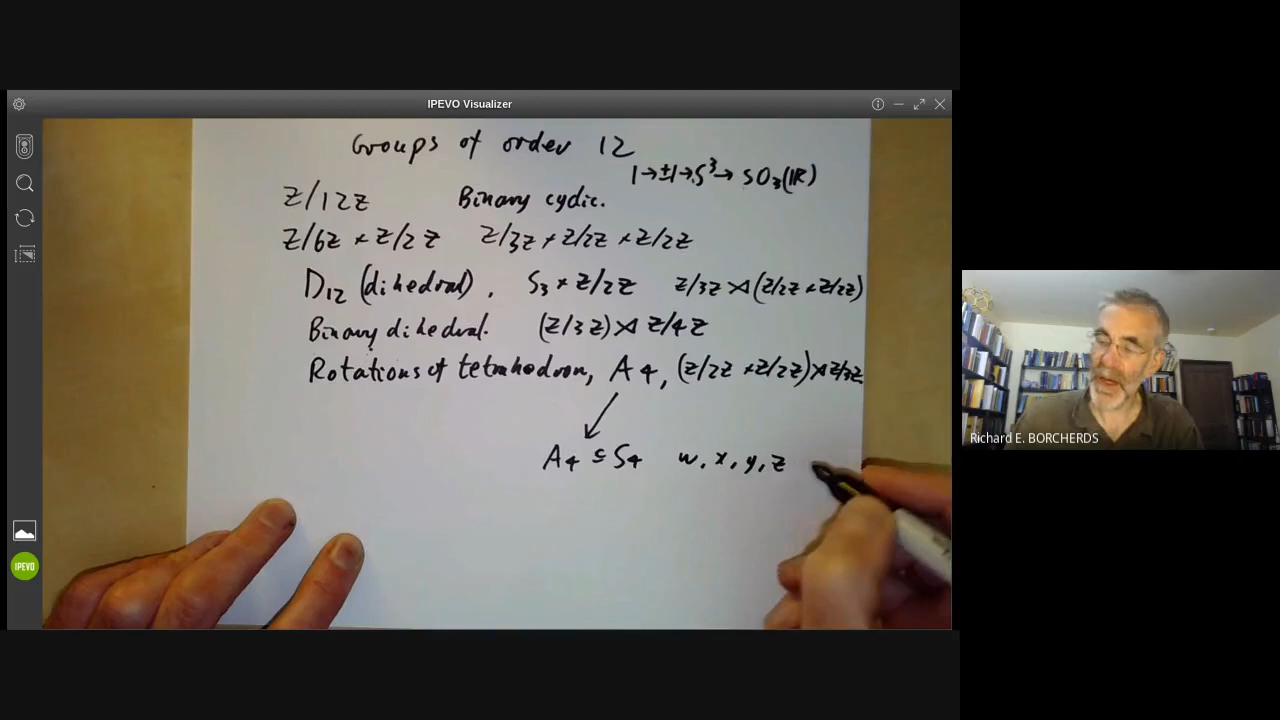 IPEVO Visualizer
Groups of order 12
1→±1→S³→SO₃(ℝ)
Z/12Z Binary cyclic.
Z/6Z × Z/2Z Z/3Z × Z/2Z × Z/2Z
D₁₂ (dihedral), S₃ × Z/2Z Z/3Z ⋊ (Z/2Z × Z/2Z)
Binary dihedral. (Z/3Z) ⋊ Z/4Z
Rotations of tetrahedron, A₄, (Z/2Z × Z/2Z) ⋊ Z/3Z
A₄ ⊆ S₄ w, x, y, z
IPEVO
Richard E. BORCHERDS